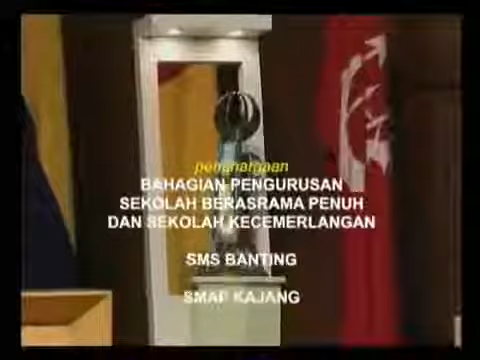 penghargaan
BAHAGIAN PENGURUSAN
SEKOLAH BERASRAMA PENUH
DAN SEKOLAH KECEMERLANGAN
SMS BANTING
SMAP KAJANG